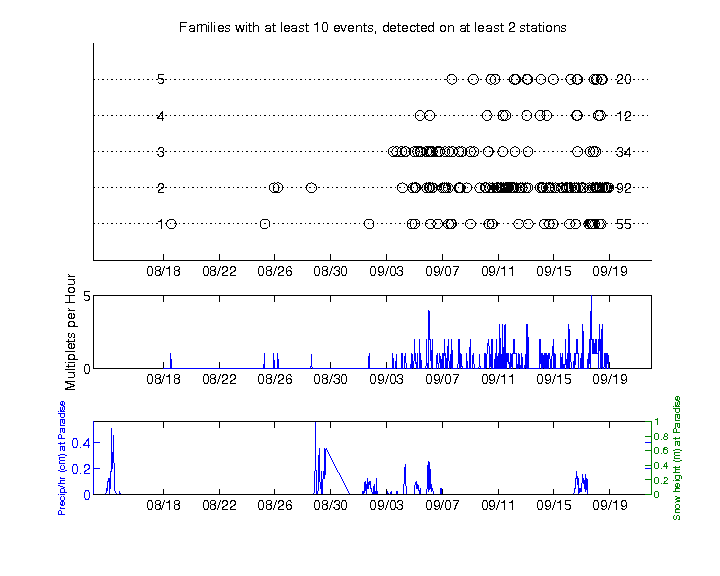 Families with at least 10 events, detected on at least 2 stations
5 20
4 12
3 34
2 92
1 55
08/18 08/22 08/26 08/30 09/03 09/07 09/11 09/15 09/19
Multiplets per Hour
5
0
08/18 08/22 08/26 08/30 09/03 09/07 09/11 09/15 09/19
Precip/hr (cm) at Paradise
0.4
0.2
0
1
0.8
0.6
0.4
0.2
0
Snow height (m) at Paradise
08/18 08/22 08/26 08/30 09/03 09/07 09/11 09/15 09/19